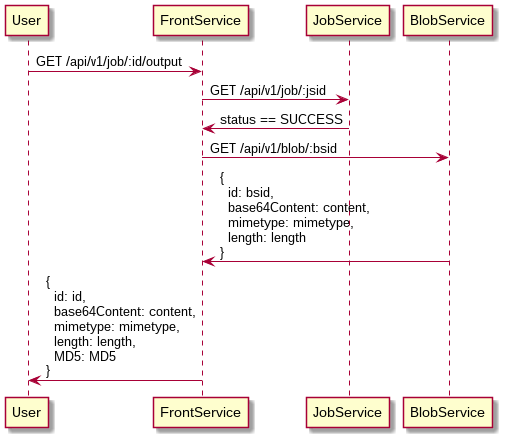 User FrontService JobService BlobService
GET /api/v1/job/:id/output
GET /api/v1/job/:jsid
status == SUCCESS
GET /api/v1/blob/:bsid
{
id: bsid,
base64Content: content,
mimetype: mimetype,
length: length
}
{
id: id,
base64Content: content,
mimetype: mimetype,
length: length,
MD5: MD5
}
User FrontService JobService BlobService